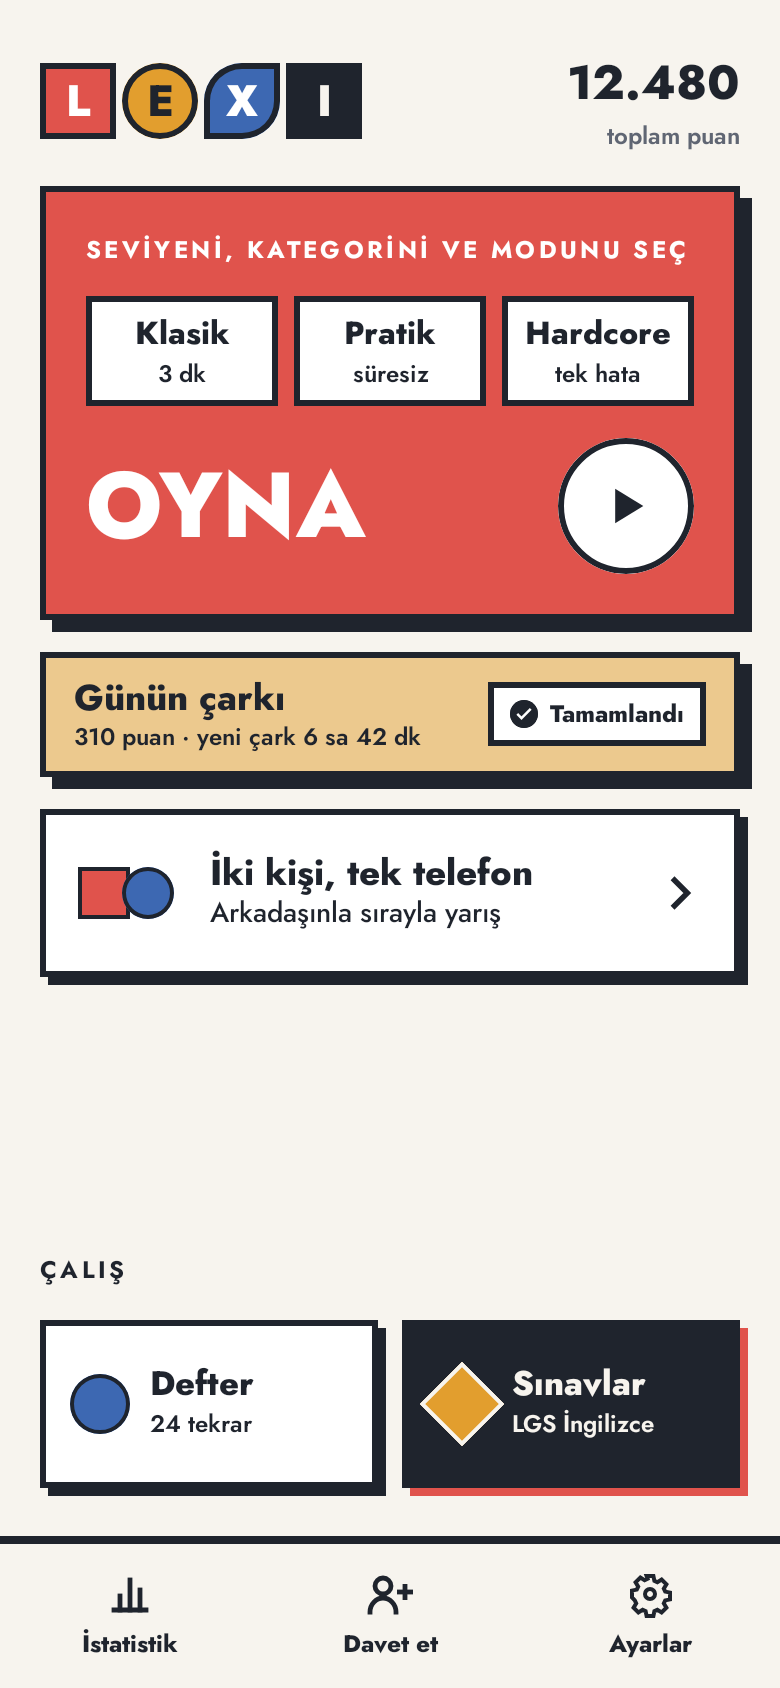 LEXI
12.480
toplam puan
SEVİYENİ, KATEGORİNİ VE MODUNU SEÇ
Klasik
3 dk
Pratik
süresiz
Hardcore
tek hata
OYNA
Günün çarkı
310 puan · yeni çark 6 sa 42 dk
Tamamlandı
İki kişi, tek telefon
Arkadaşınla sırayla yarış
ÇALIŞ
Defter
24 tekrar
Sınavlar
LGS İngilizce
İstatistik
Davet et
Ayarlar